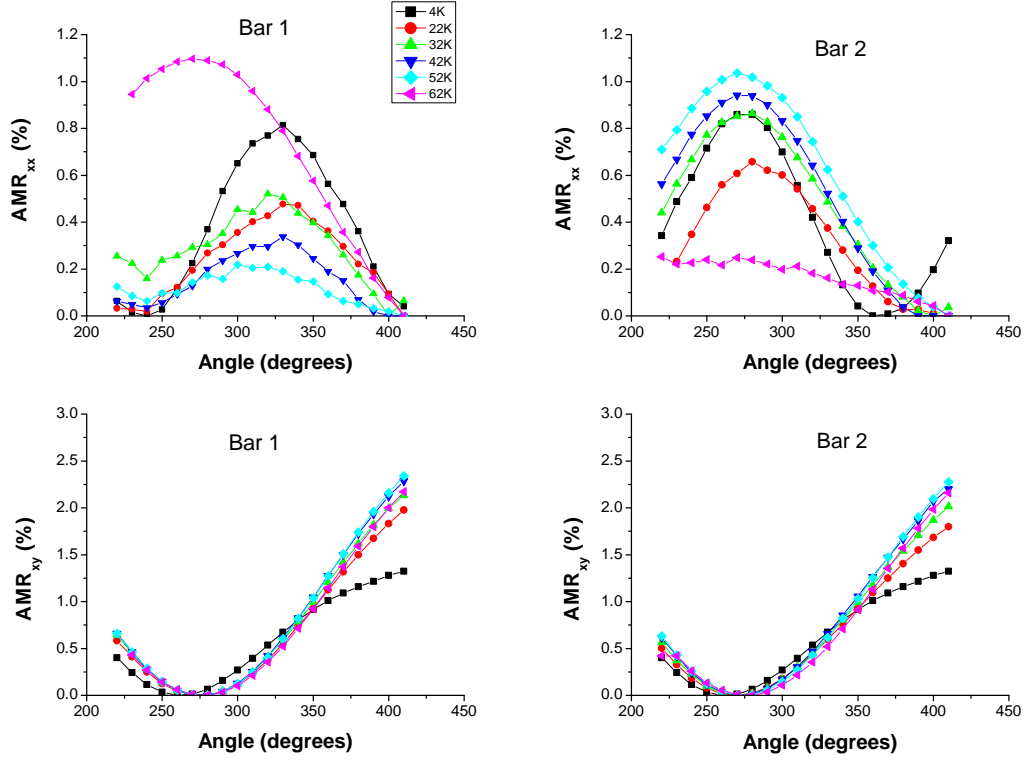 Bar 1
4K
22K
32K
42K
52K
62K
AMRxx (%)
1.2
1.0
0.8
0.6
0.4
0.2
0.0
200 250 300 350 400 450
Angle (degrees)
Bar 2
AMRxx (%)
1.2
1.0
0.8
0.6
0.4
0.2
0.0
200 250 300 350 400 450
Angle (degrees)
Bar 1
AMRxy (%)
3.0
2.5
2.0
1.5
1.0
0.5
0.0
200 250 300 350 400 450
Angle (degrees)
Bar 2
AMRxy (%)
3.0
2.5
2.0
1.5
1.0
0.5
0.0
200 250 300 350 400 450
Angle (degrees)